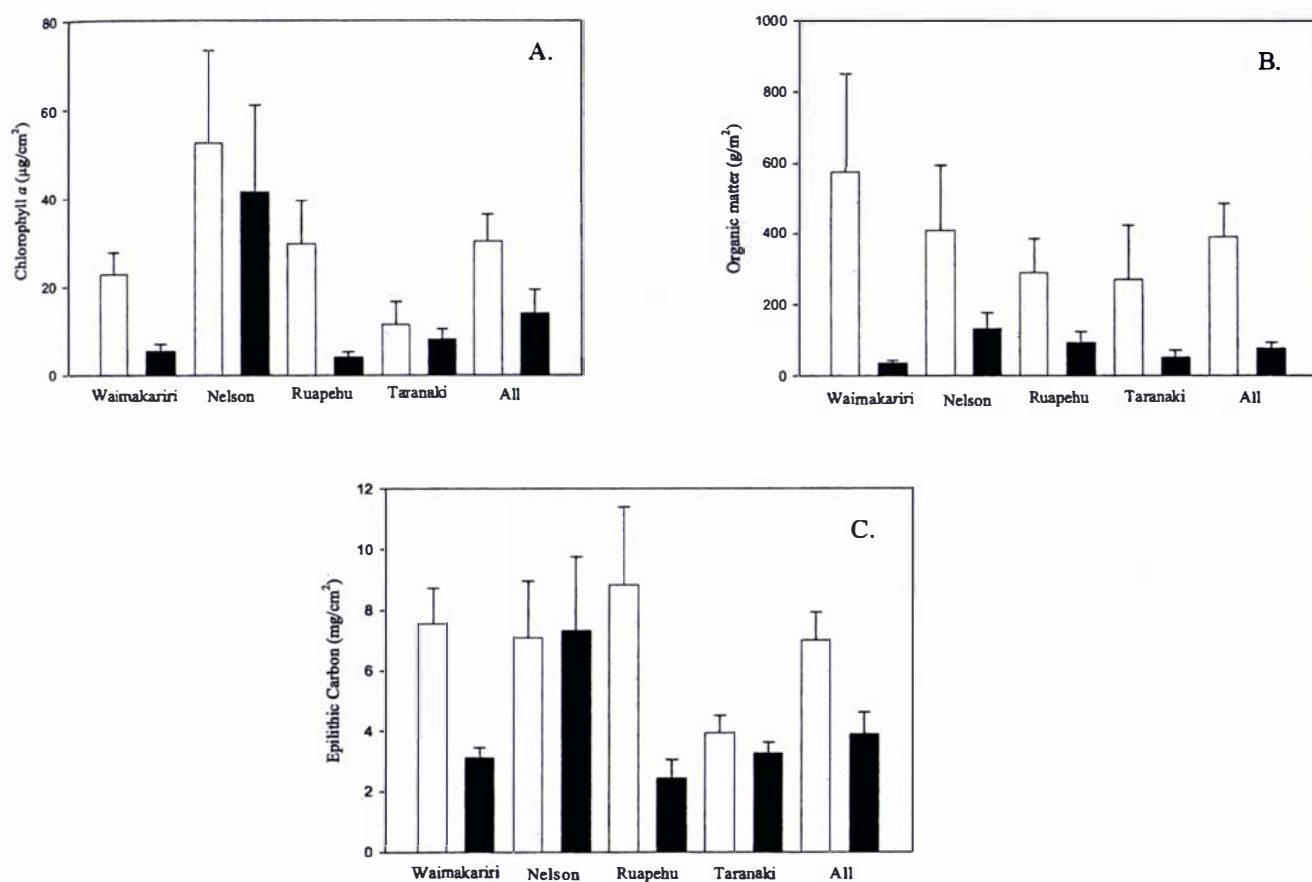 A.
80
60
40
20
0
Chlorophyll a (µg/cm²)
Waimakariri Nelson Ruapehu Taranaki All
B.
1000
800
600
400
200
0
Organic matter (g/m²)
Waimakariri Nelson Ruapehu Taranaki All
C.
12
10
8
6
4
2
0
Epilithic Carbon (mg/cm²)
Waimakariri Nelson Ruapehu Taranaki All